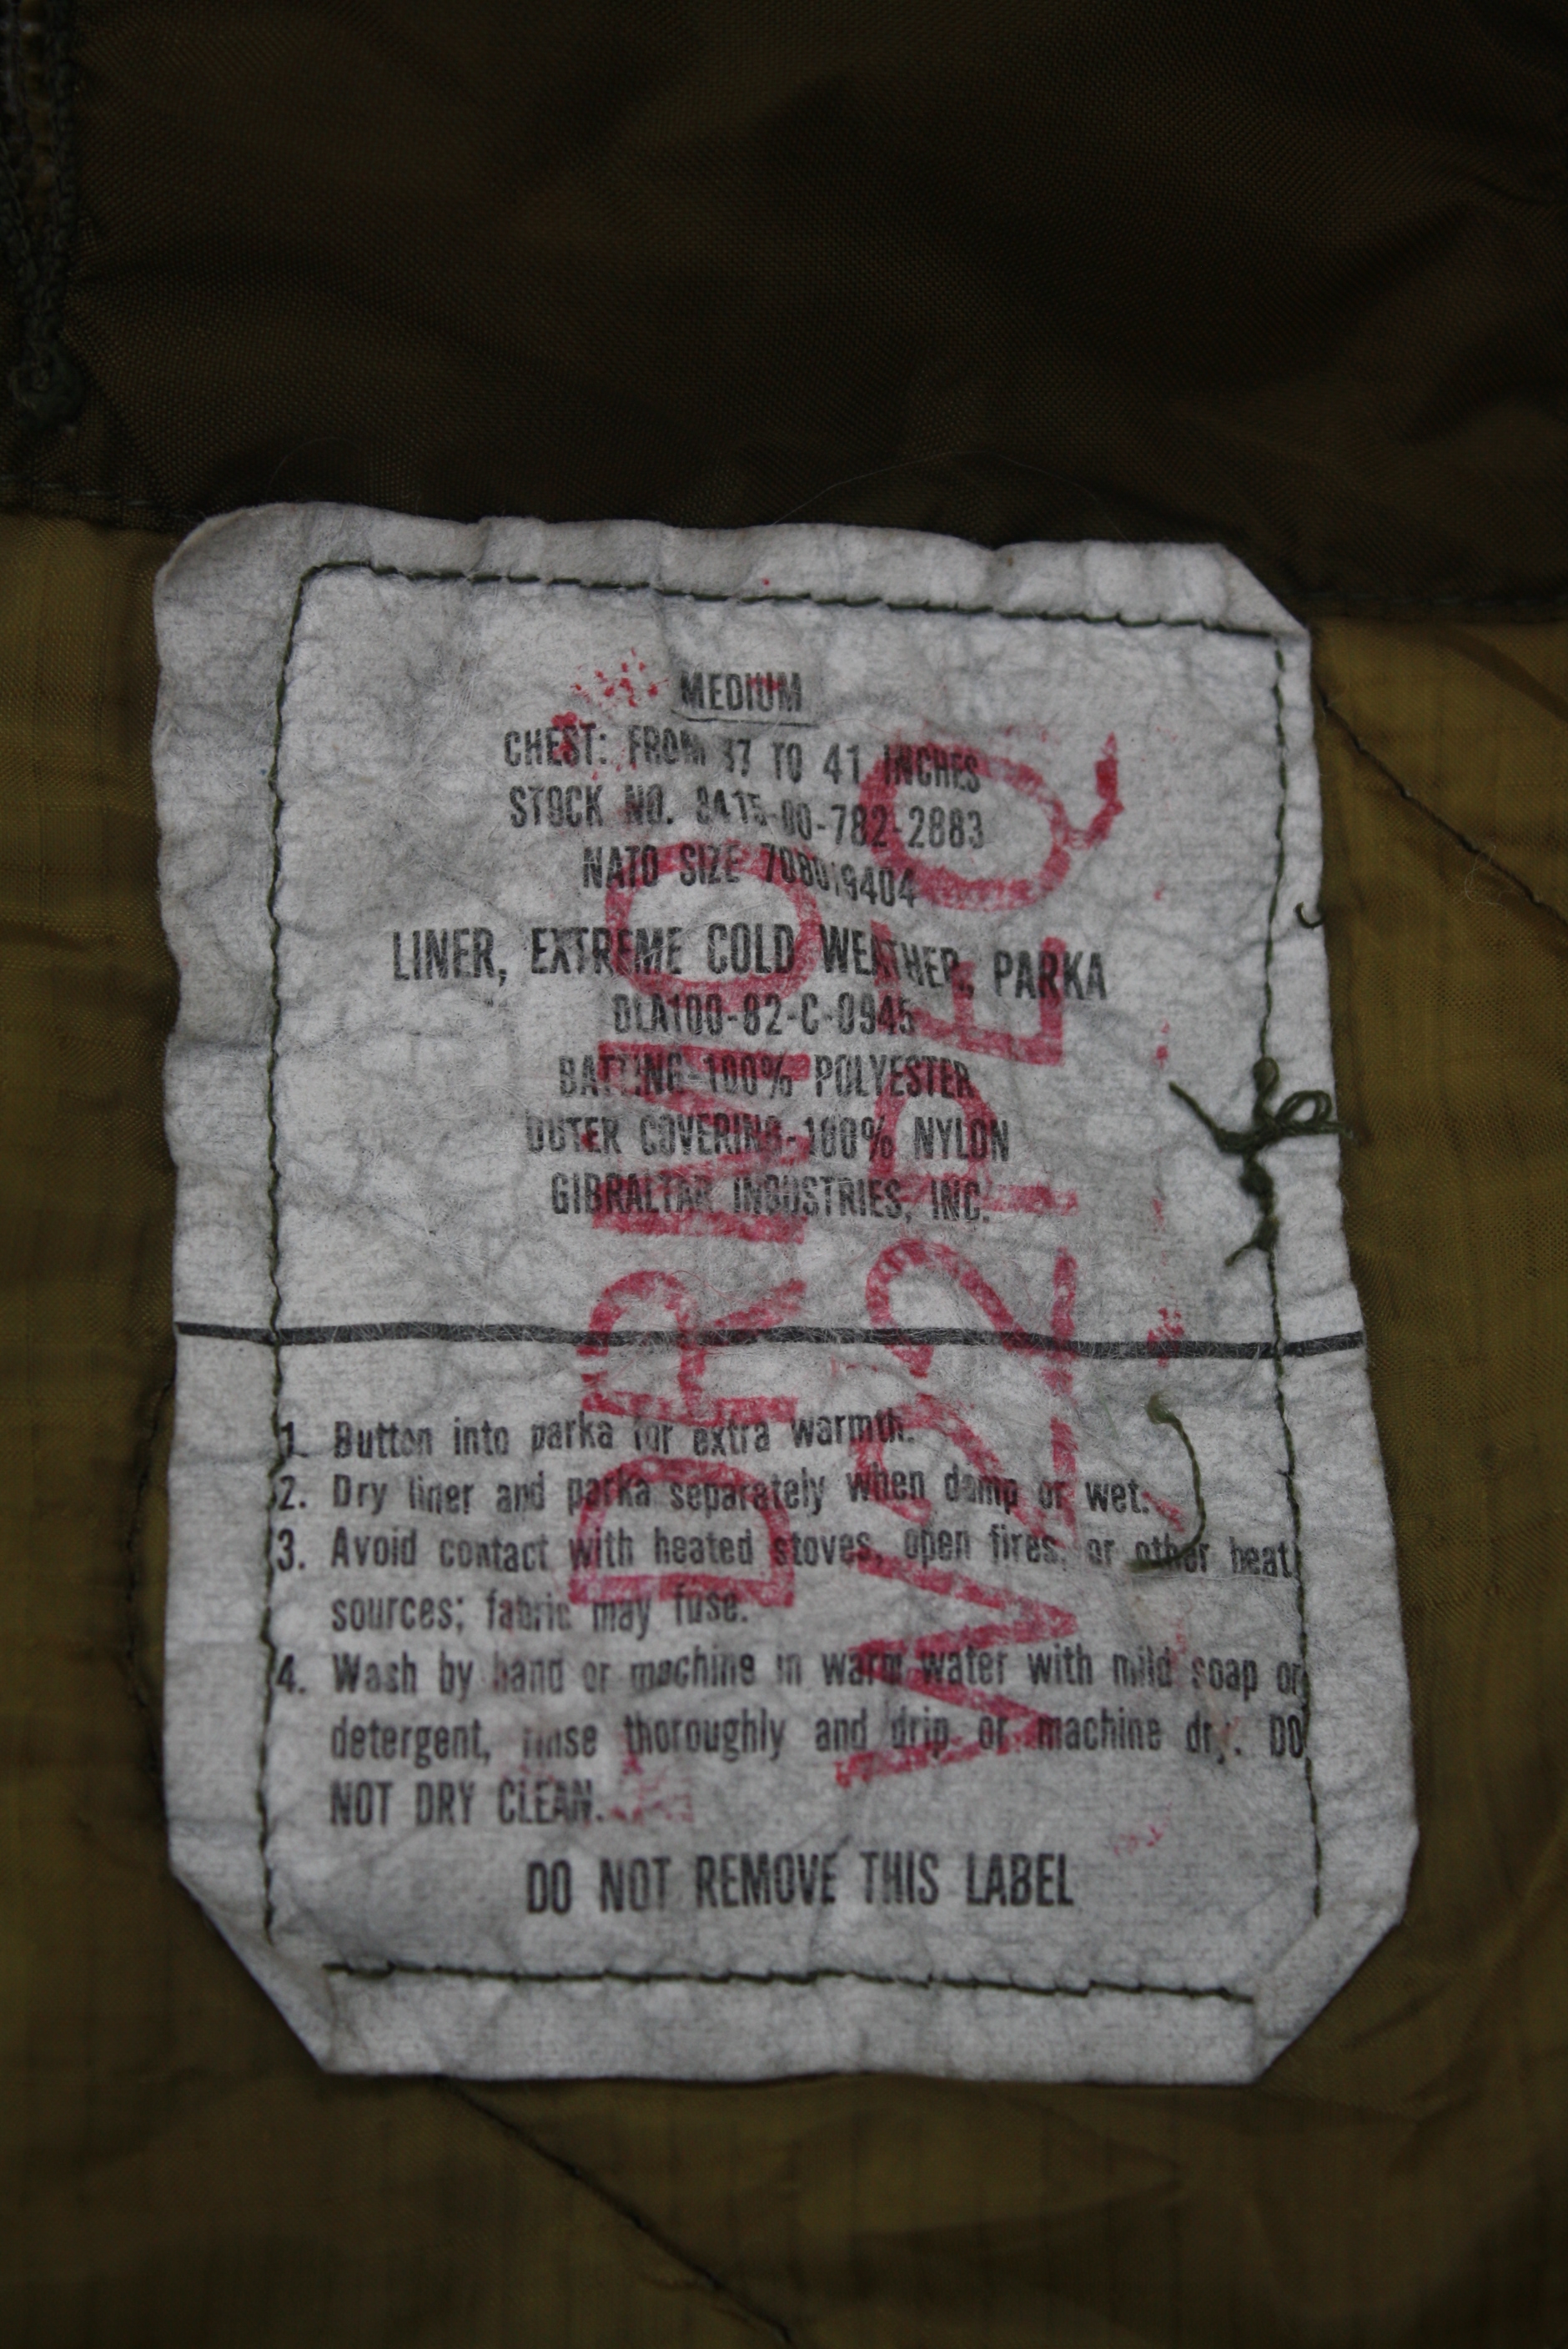 MEDIUM
CHEST: FROM 37 TO 41 INCHES
STOCK NO. 8415-00-782-2883
NATO SIZE 708019404
LINER, EXTREME COLD WEATHER, PARKA
DLA100-82-C-0945
BATTING-100% POLYESTER
OUTER COVERING-100% NYLON
GIBRALTAR INDUSTRIES, INC.
1. Button into parka for extra warmth.
2. Dry liner and parka separately when damp or wet.
3. Avoid contact with heated stoves, open fires, or other heat
sources; fabric may fuse.
4. Wash by hand or machine in warm water with mild soap or
detergent, rinse thoroughly and drip or machine dry. DO
NOT DRY CLEAN.
DO NOT REMOVE THIS LABEL
DRMO
W22PEQ